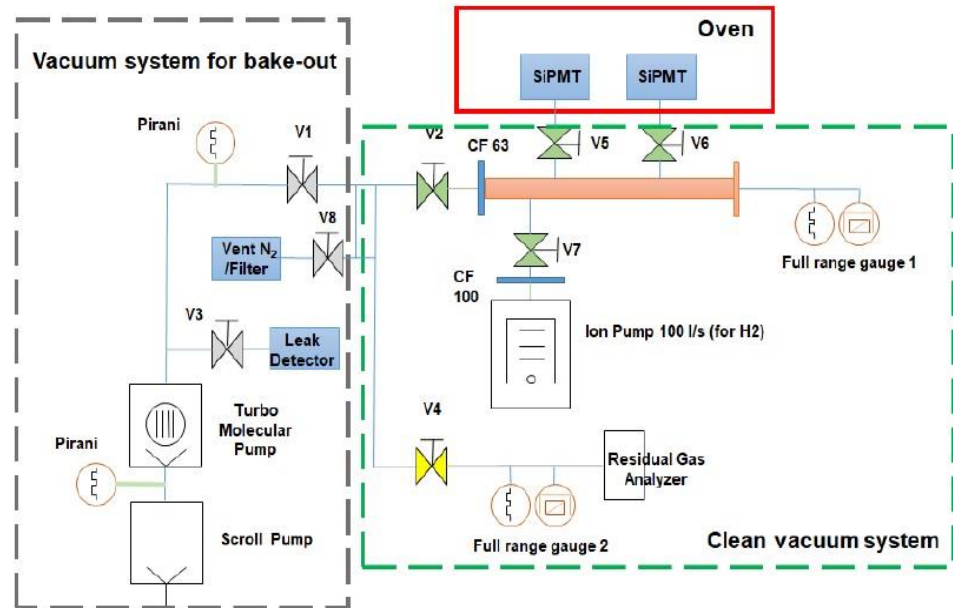 Oven
Vacuum system for bake-out
SiPMT
SiPMT
Pirani
V1
V2
CF 63
V5
V6
V8
Vent N₂
/Filter
V7
Full range gauge 1
CF
100
V3
Leak
Detector
Ion Pump 100 l/s (for H2)
Turbo
Molecular
Pump
V4
Pirani
Residual Gas
Analyzer
Scroll Pump
Full range gauge 2
Clean vacuum system